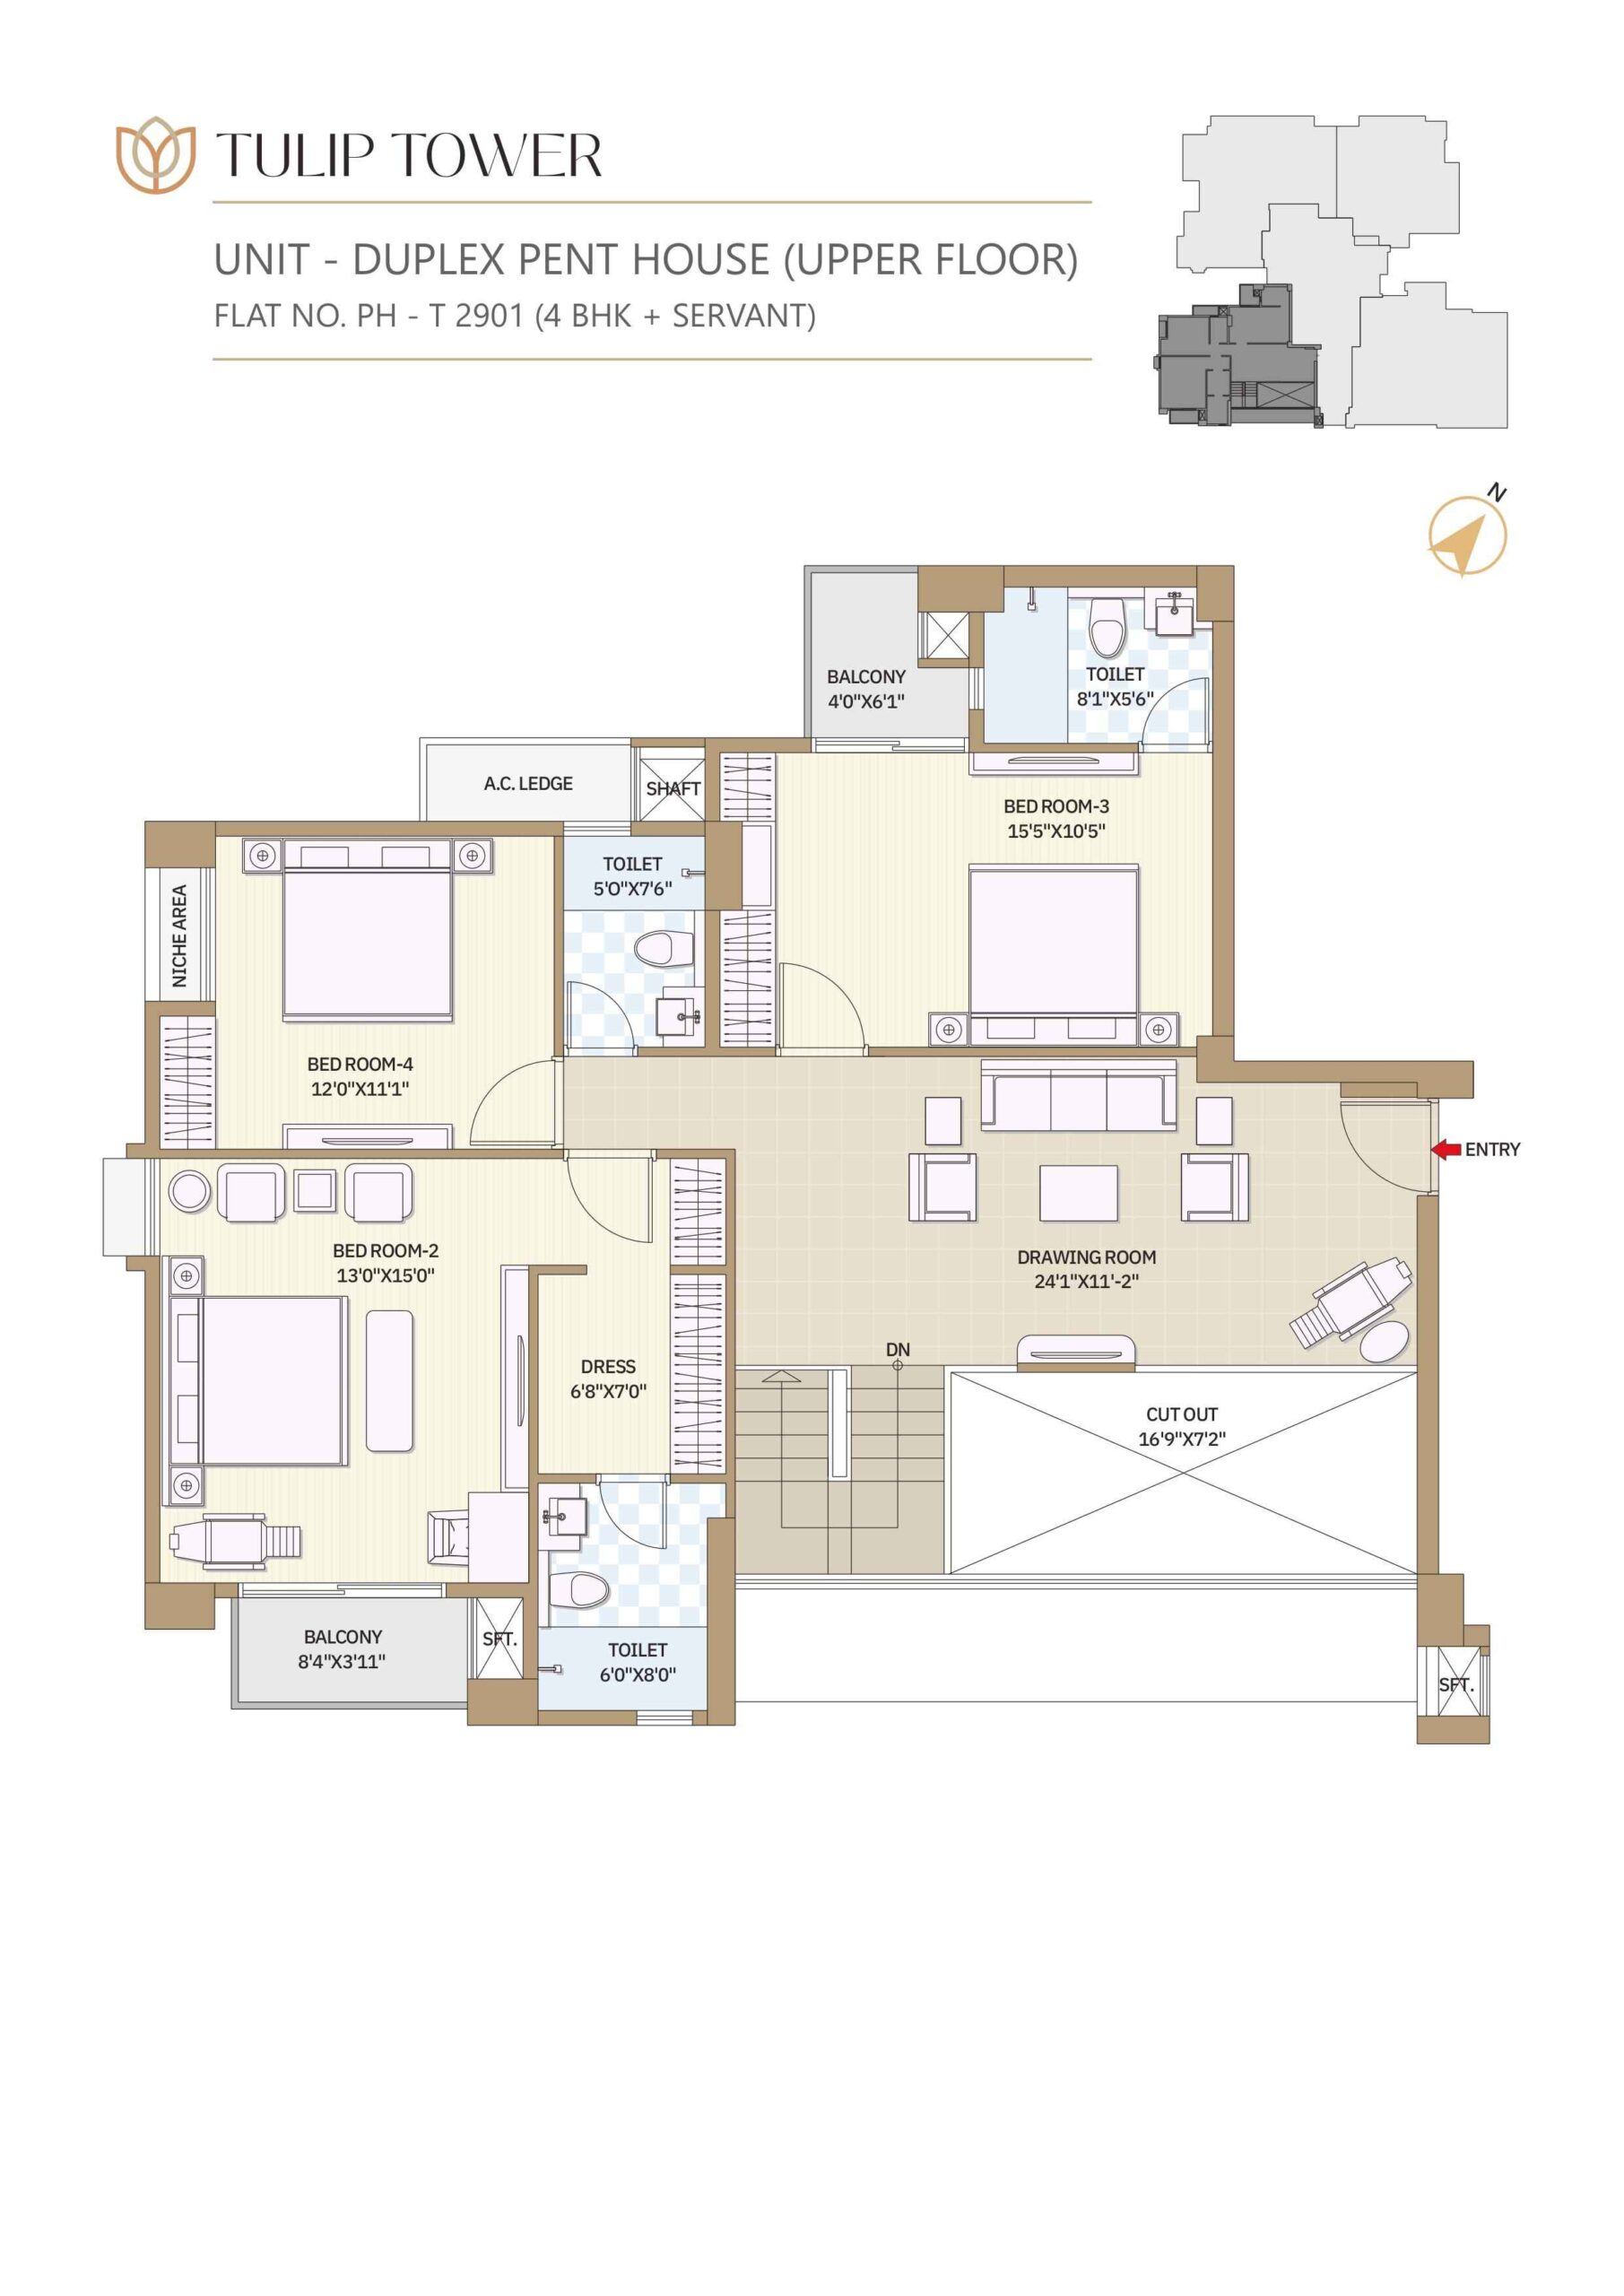 TULIP TOWER
UNIT - DUPLEX PENT HOUSE (UPPER FLOOR)
FLAT NO. PH - T 2901 (4 BHK + SERVANT)
N
BALCONY
4'0"X6'1"
TOILET
8'1"X5'6"
A.C. LEDGE
SHAFT
BED ROOM-3
15'5"X10'5"
TOILET
5'0"X7'6"
NICHE AREA
BED ROOM-4
12'0"X11'1"
ENTRY
BED ROOM-2
13'0"X15'0"
DRAWING ROOM
24'1"X11'-2"
DN
DRESS
6'8"X7'0"
CUT OUT
16'9"X7'2"
BALCONY
8'4"X3'11"
SFT.
TOILET
6'0"X8'0"
SFT.